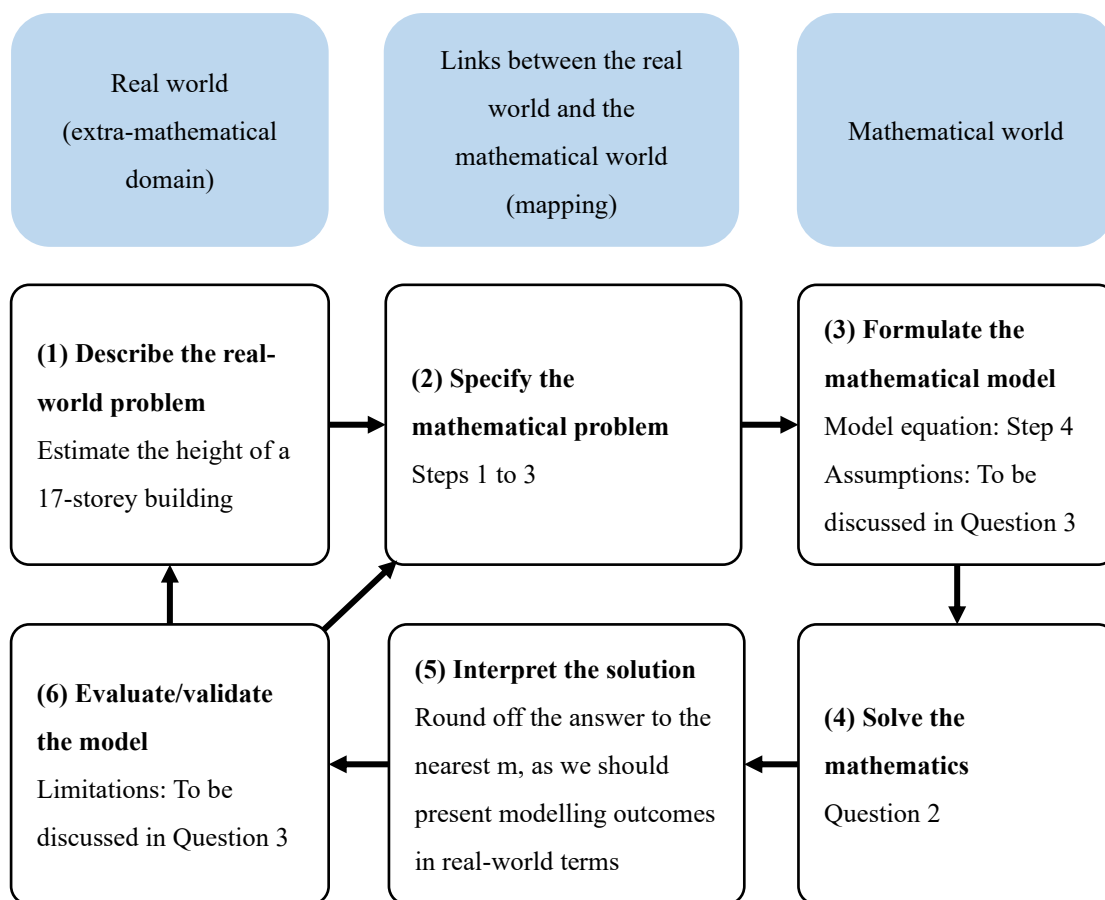 Real world
(extra-mathematical
domain)
Links between the real
world and the
mathematical world
(mapping)
Mathematical world
(1) Describe the real-
world problem
Estimate the height of a
17-storey building
(2) Specify the
mathematical problem
Steps 1 to 3
(3) Formulate the
mathematical model
Model equation: Step 4
Assumptions: To be
discussed in Question 3
(6) Evaluate/validate
the model
Limitations: To be
discussed in Question 3
(5) Interpret the solution
Round off the answer to the
nearest m, as we should
present modelling outcomes
in real-world terms
(4) Solve the
mathematics
Question 2